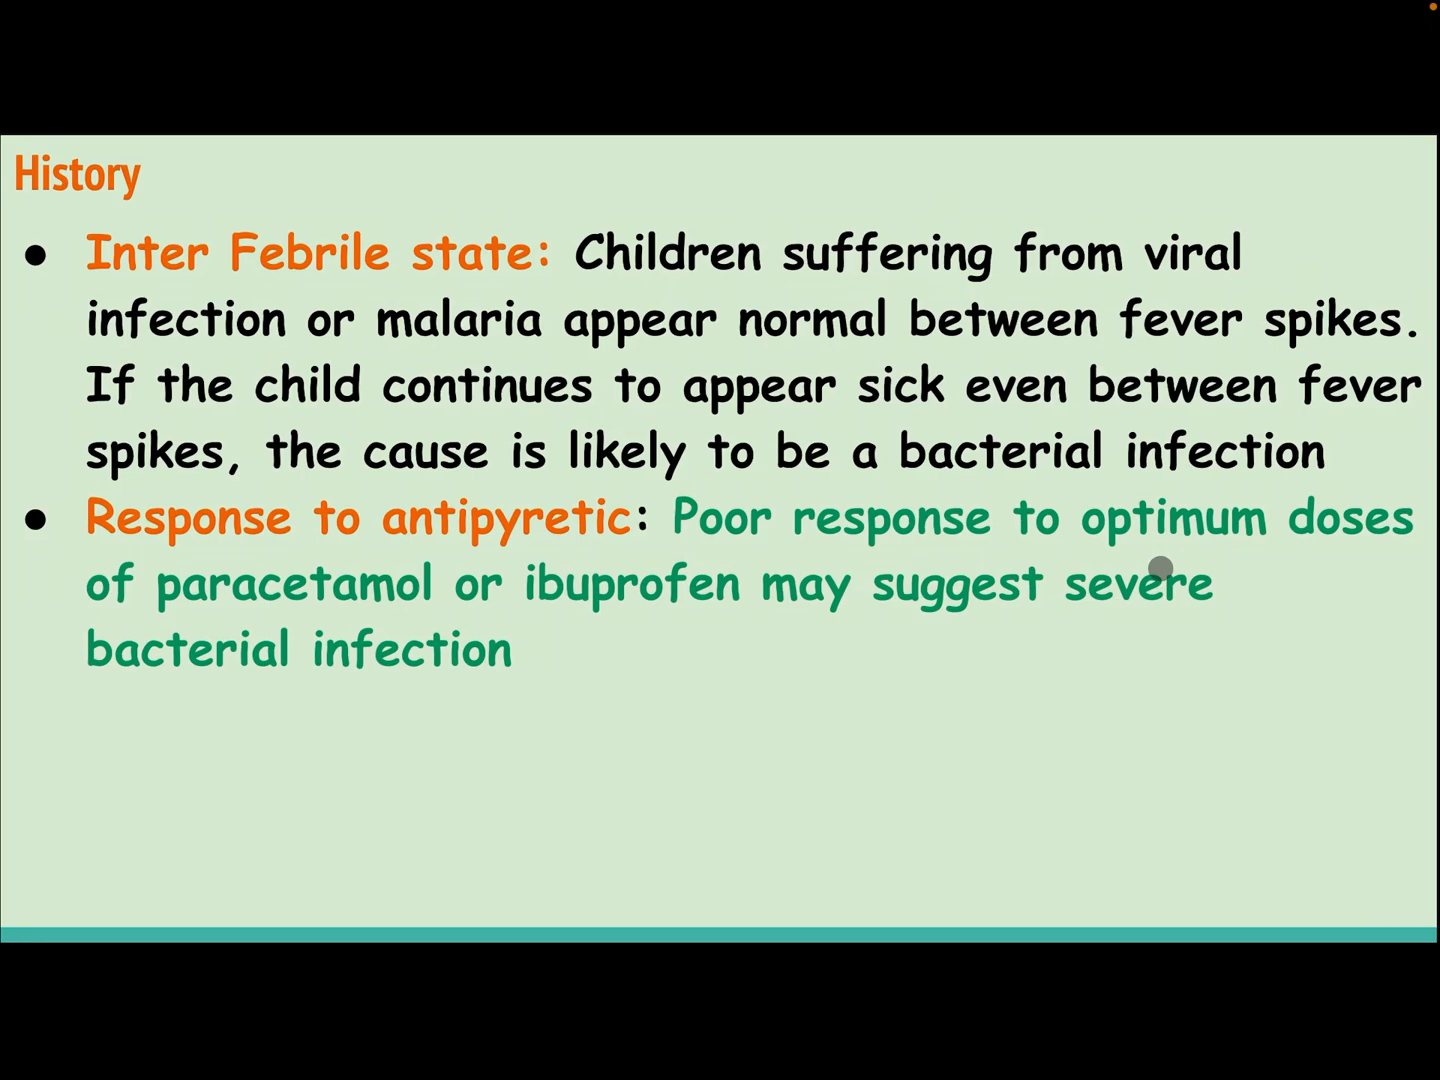 History
● Inter Febrile state: Children suffering from viral
infection or malaria appear normal between fever spikes.
If the child continues to appear sick even between fever
spikes, the cause is likely to be a bacterial infection
● Response to antipyretic: Poor response to optimum doses
of paracetamol or ibuprofen may suggest severe
bacterial infection